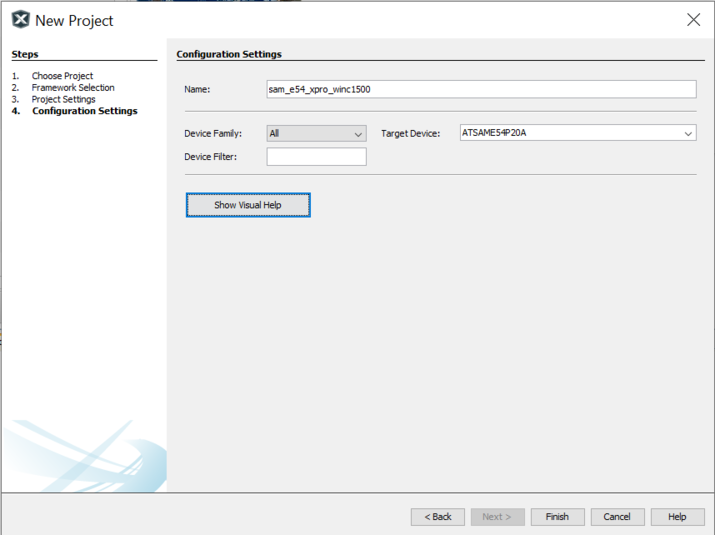 New Project
Steps
1. Choose Project
2. Framework Selection
3. Project Settings
4. Configuration Settings
Configuration Settings
Name: sam_e54_xpro_winc1500
Device Family: All Target Device: ATSAME54P20A
Device Filter:
Show Visual Help
< Back Next > Finish Cancel Help